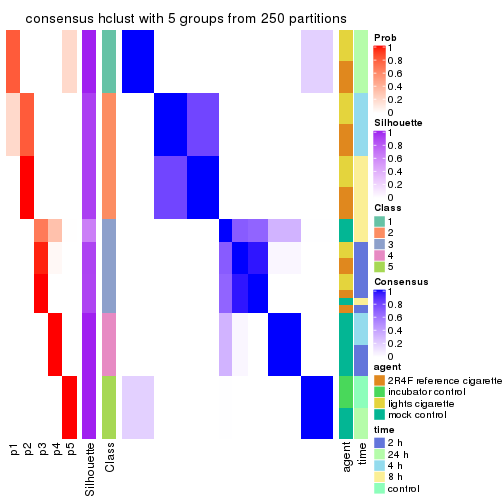 consensus hclust with 5 groups from 250 partitions
Prob
1
0.8
0.6
0.4
0.2
0
Silhouette
1
0.8
0.6
0.4
0.2
0
Class
1
2
3
4
5
Consensus
1
0.8
0.6
0.4
0.2
0
agent
2R4F reference cigarette
incubator control
lights cigarette
mock control
time
2 h
24 h
4 h
8 h
control
p1
p2
p3
p4
p5
Silhouette
Class
agent
time